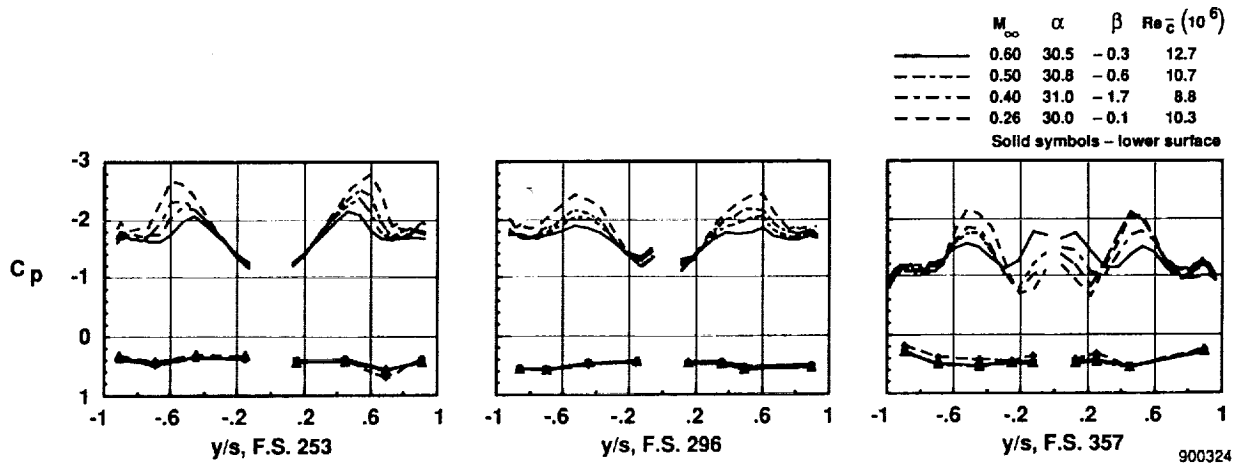 M∞ α β Re c̄ (10^6)
0.60 30.5 – 0.3 12.7
0.50 30.8 – 0.6 10.7
0.40 31.0 – 1.7 8.8
0.26 30.0 – 0.1 10.3
Solid symbols – lower surface
-3
-2
-1
0
1
Cp
-1 -.6 -.2 .2 .6 1
y/s, F.S. 253
-1 -.6 -.2 .2 .6 1
y/s, F.S. 296
-1 -.6 -.2 .2 .6 1
y/s, F.S. 357
900324